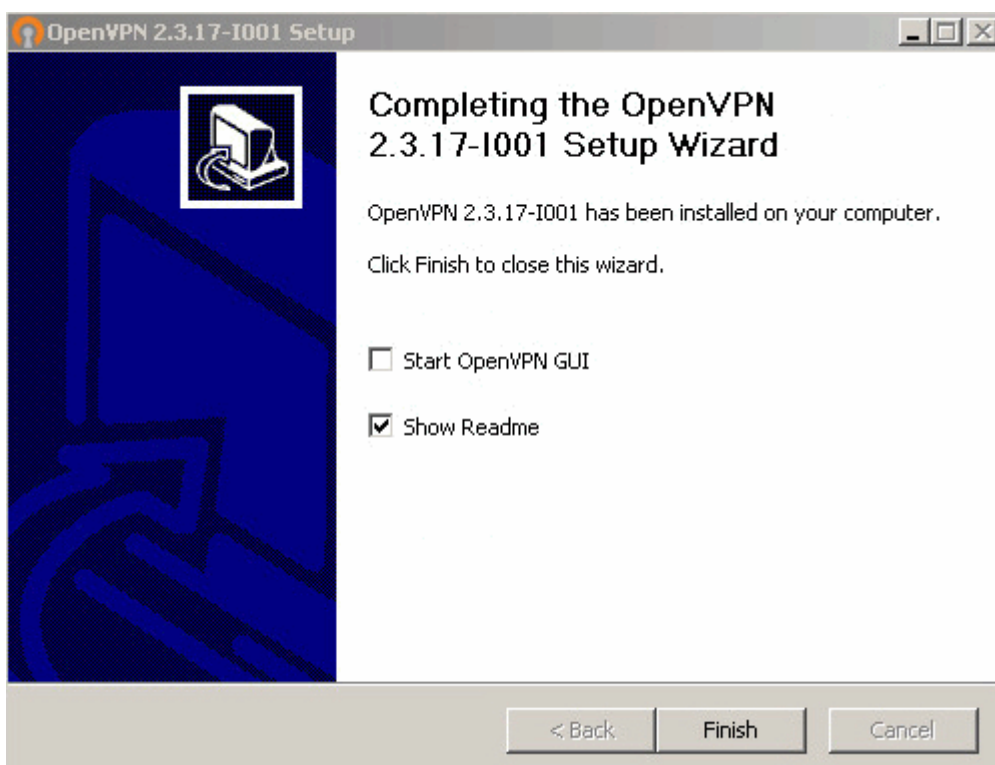 OpenVPN 2.3.17-I001 Setup
Completing the OpenVPN
2.3.17-I001 Setup Wizard
OpenVPN 2.3.17-I001 has been installed on your computer.
Click Finish to close this wizard.
Start OpenVPN GUI
Show Readme
< Back
Finish
Cancel